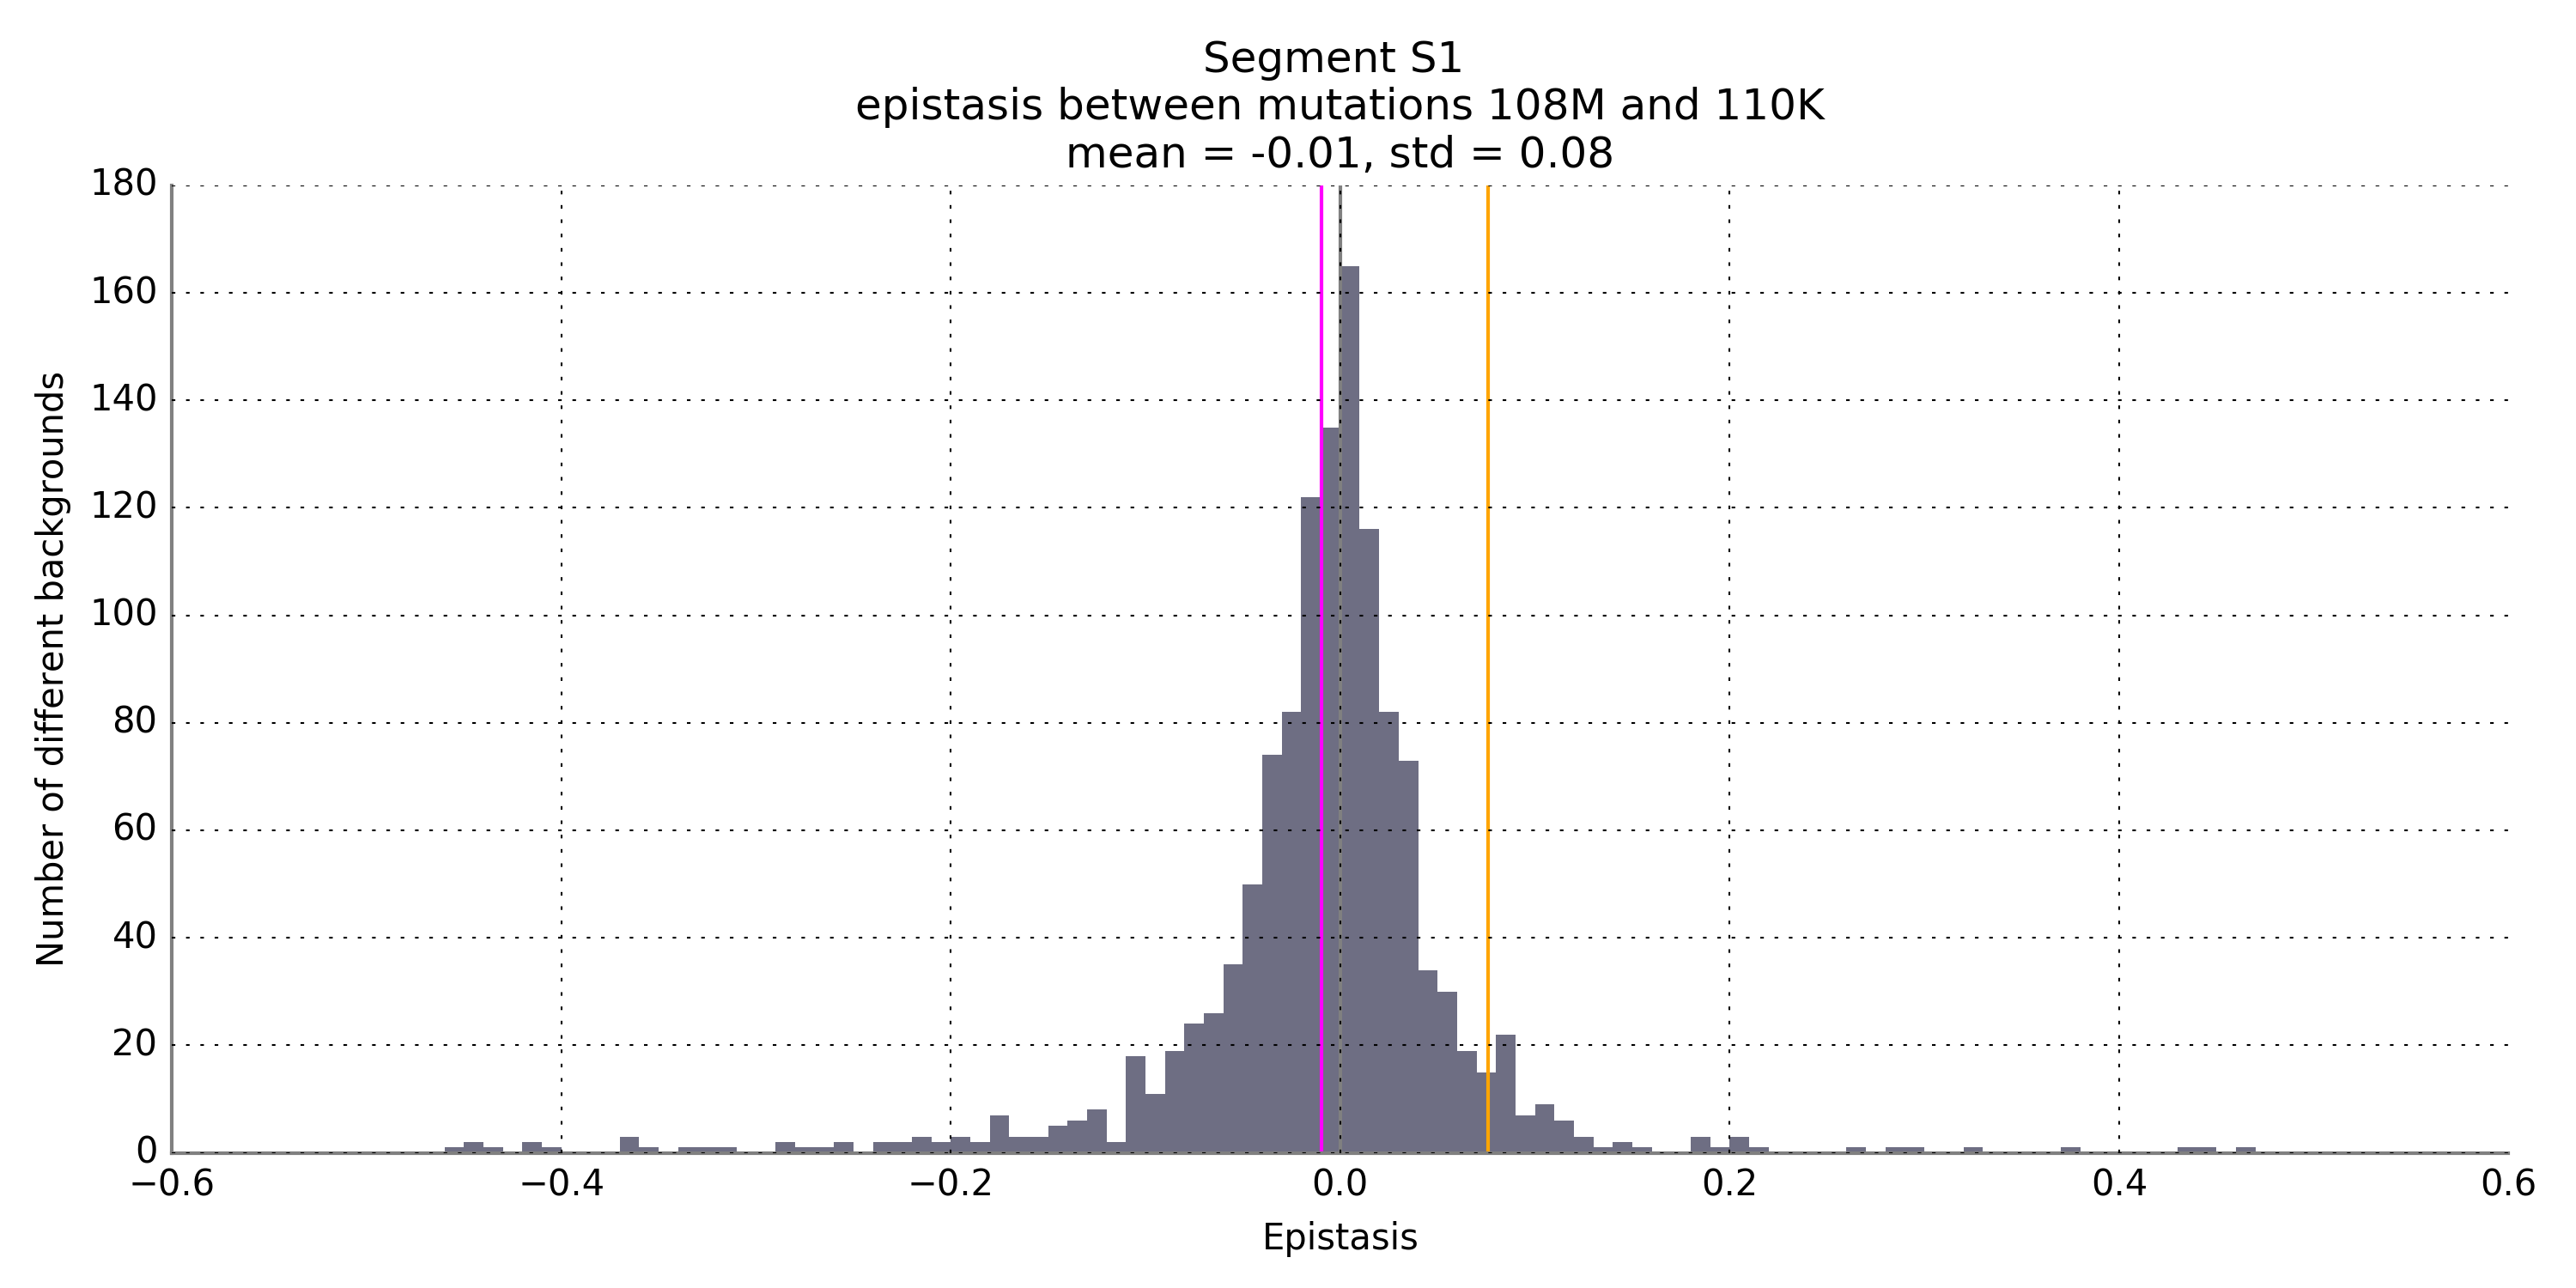 Segment S1
epistasis between mutations 108M and 110K
mean = -0.01, std = 0.08
Number of different backgrounds
180
160
140
120
100
80
60
40
20
0
−0.6 −0.4 −0.2 0.0 0.2 0.4 0.6
Epistasis